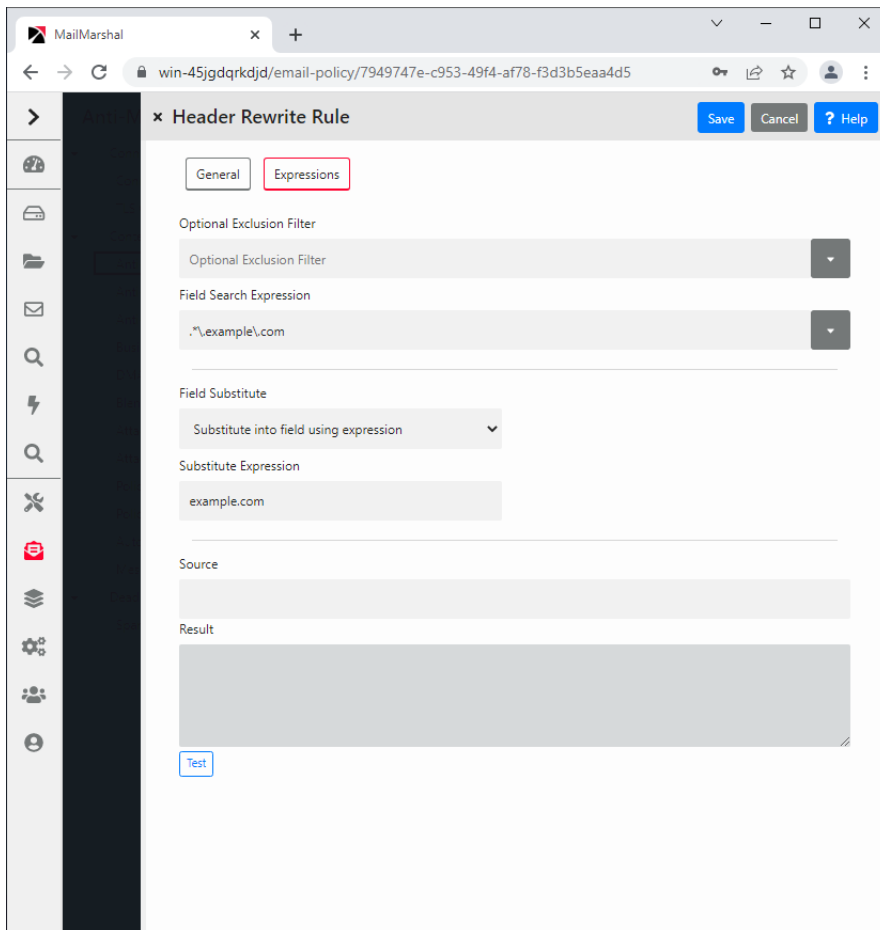 MailMarshal
win-45jgdqrkdjd/email-policy/7949747e-c953-49f4-af78-f3d3b5eaa4d5
Anti-M
Header Rewrite Rule
Save
Cancel
? Help
General
Expressions
Optional Exclusion Filter
Optional Exclusion Filter
Field Search Expression
.*\.example\.com
Field Substitute
Substitute into field using expression
Substitute Expression
example.com
Source
Result
Test